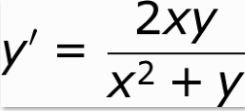 y' = 2xy / x² + y